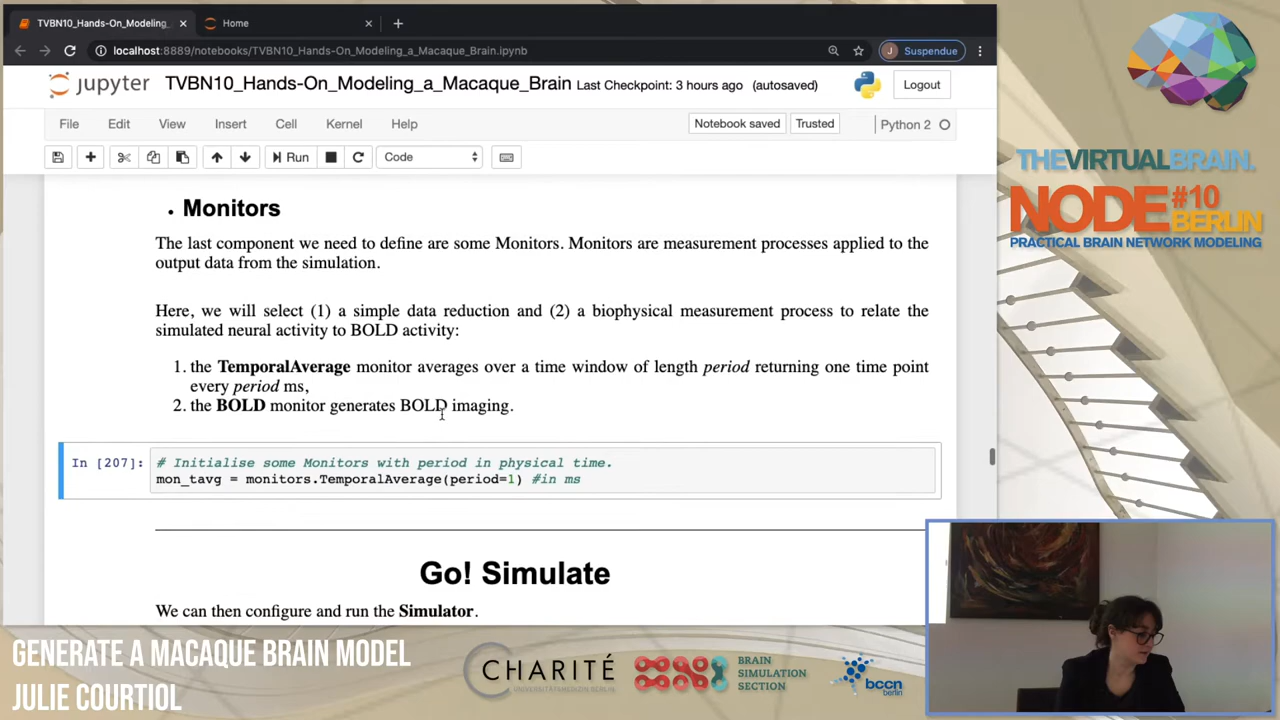 TVBN10_Hands-On_Modeling_
Home
localhost:8889/notebooks/TVBN10_Hands-On_Modeling_a_Macaque_Brain.ipynb
J
Suspendue
jupyter
TVBN10_Hands-On_Modeling_a_Macaque_Brain
Last Checkpoint: 3 hours ago (autosaved)
Logout
File
Edit
View
Insert
Cell
Kernel
Help
Notebook saved
Trusted
Python 2
Run
Code
Monitors
The last component we need to define are some Monitors. Monitors are measurement processes applied to the
output data from the simulation.
Here, we will select (1) a simple data reduction and (2) a biophysical measurement process to relate the
simulated neural activity to BOLD activity:
1. the TemporalAverage monitor averages over a time window of length period returning one time point
every period ms,
2. the BOLD monitor generates BOLD imaging.
In [207]:
# Initialise some Monitors with period in physical time.
mon_tavg = monitors.TemporalAverage(period=1) #in ms
Go! Simulate
We can then configure and run the Simulator.
THEVIRTUALBRAIN.
NODE #10
BERLIN
PRACTICAL BRAIN NETWORK MODELING
GENERATE A MACAQUE BRAIN MODEL
JULIE COURTIOL
CHARITÉ
UNIVERSITÄTSMEDIZIN BERLIN
BRAIN
SIMULATION
SECTION
bccn
berlin